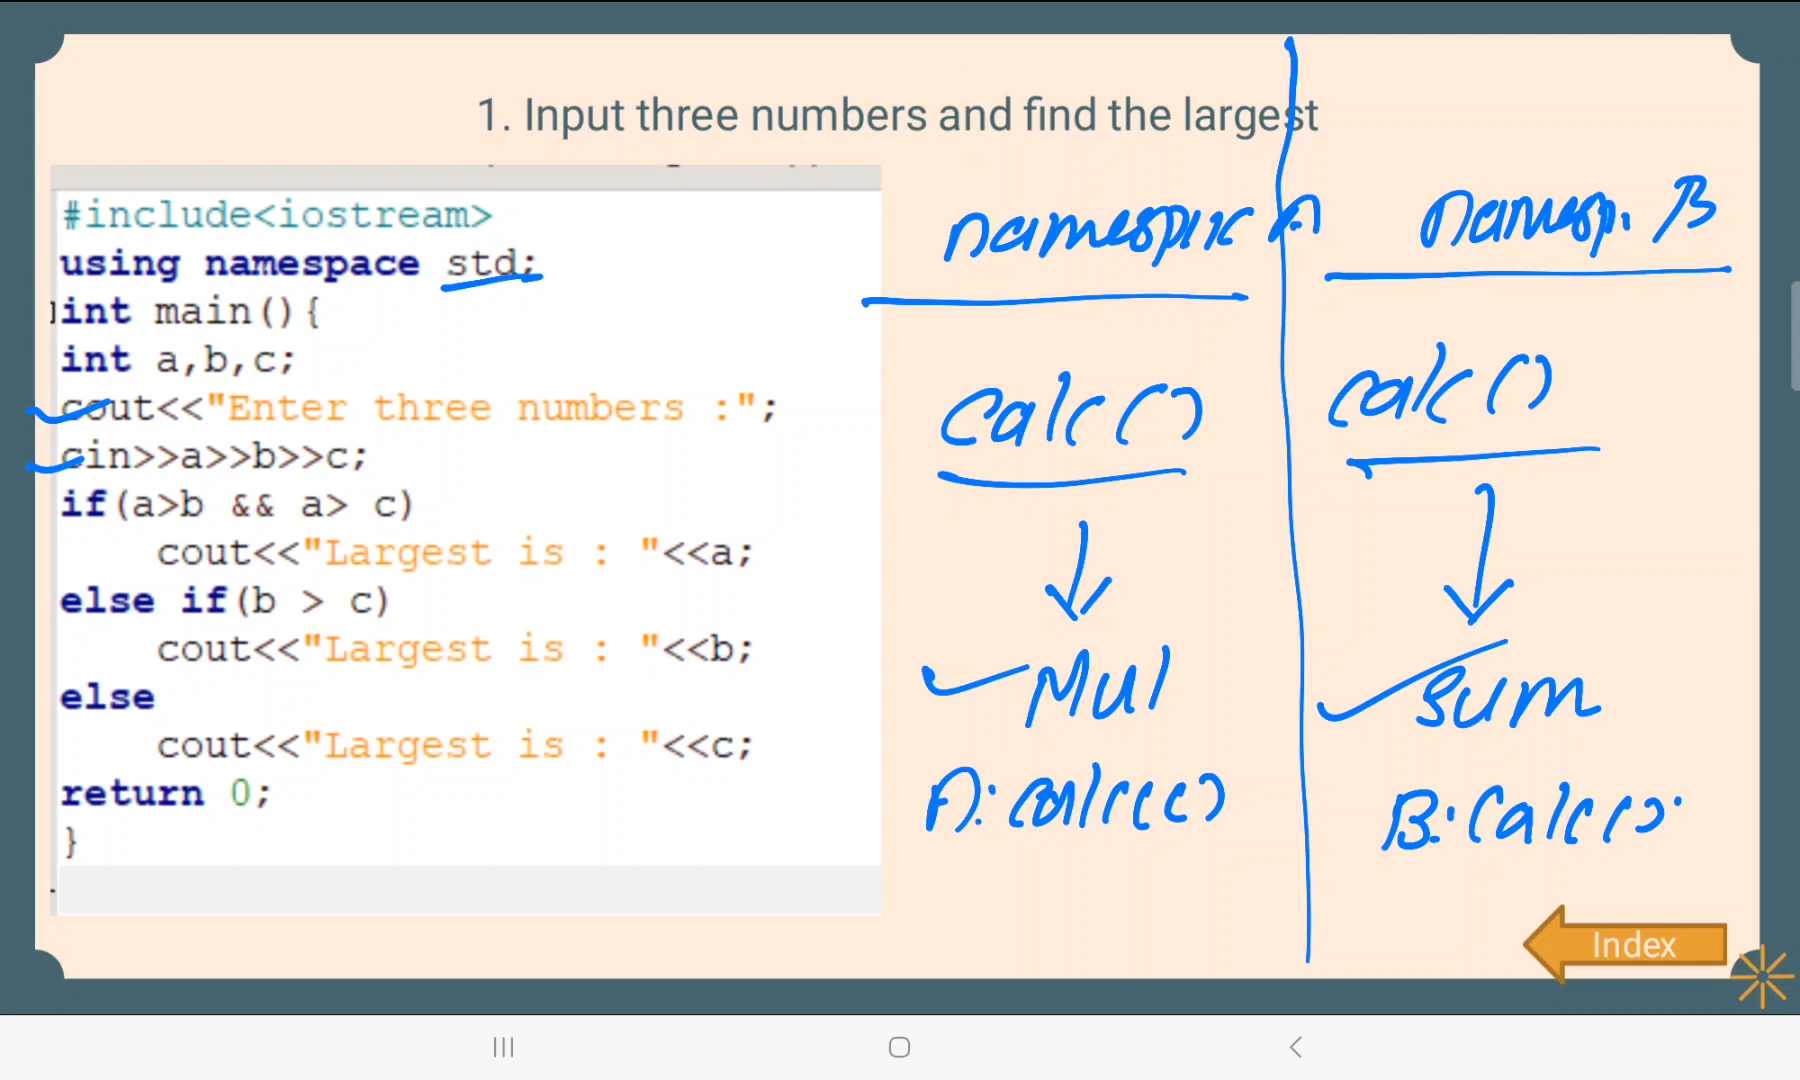 1. Input three numbers and find the largest
#include<iostream>
using namespace std;
int main(){
int a,b,c;
cout<<"Enter three numbers :";
cin>>a>>b>>c;
if(a>b && a> c)
cout<<"Largest is : "<<a;
else if(b > c)
cout<<"Largest is : "<<b;
else
cout<<"Largest is : "<<c;
return 0;
}
namespace A
calc()
Mul
A::calc()
Namesp. B
calc()
Sum
B::calc()
Index